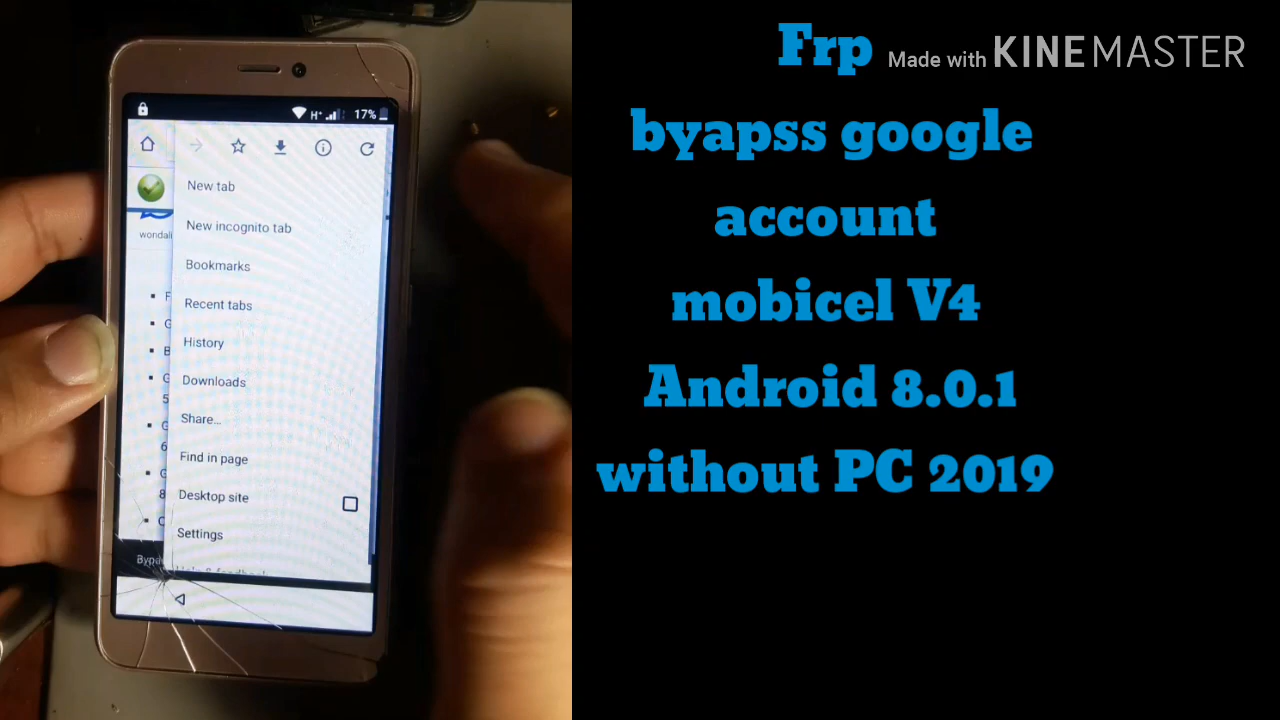 17%
H+
New tab
New incognito tab
Bookmarks
Recent tabs
History
Downloads
Share...
Find in page
Desktop site
Settings
Frp
Made with KINEMASTER
byapss google
account
mobicel V4
Android 8.0.1
without PC 2019